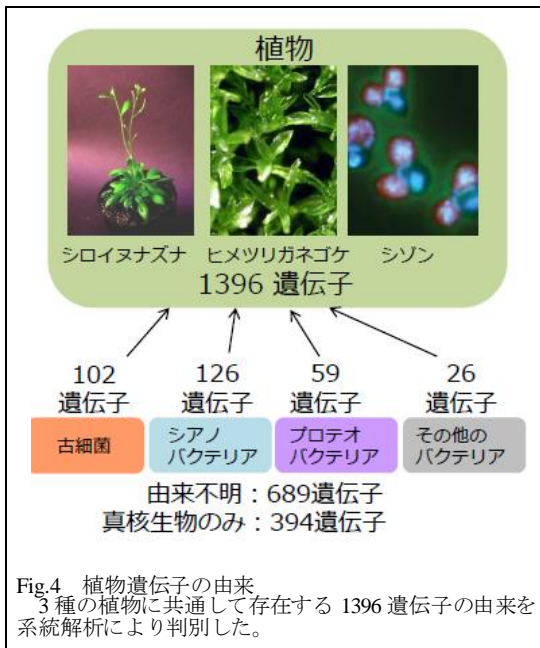 植物
シロイヌナズナ ヒメツリガネゴケ シゾン
1396 遺伝子
102 126 59 26
遺伝子 遺伝子 遺伝子 遺伝子
古細菌 シアノ プロテオ その他の
バクテリア バクテリア バクテリア
由来不明：689遺伝子
真核生物のみ：394遺伝子
Fig.4 植物遺伝子の由来
3種の植物に共通して存在する 1396 遺伝子の由来を
系統解析により判別した。